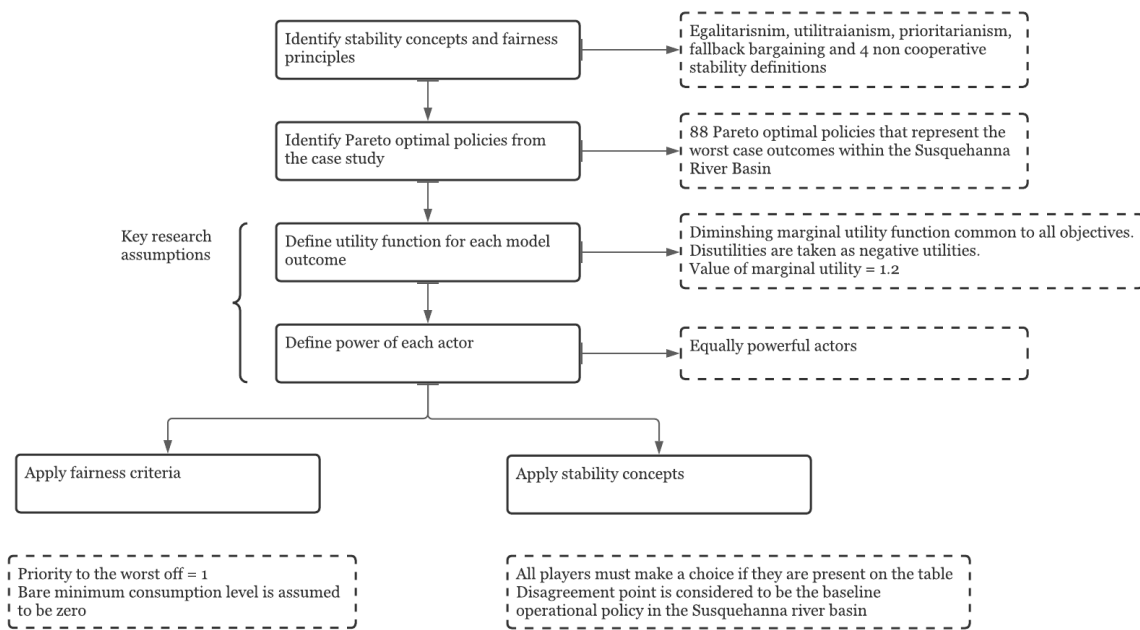 Identify stability concepts and fairness
principles
Egalitarisnim, utilitraianism, prioritarianism,
fallback bargaining and 4 non cooperative
stability definitions
Identify Pareto optimal policies from
the case study
88 Pareto optimal policies that represent the
worst case outcomes within the Susquehanna
River Basin
Key research
assumptions
Define utility function for each model
outcome
Diminshing marginal utility function common to all objectives.
Disutilities are taken as negative utilities.
Value of marginal utility = 1.2
Define power of each actor
Equally powerful actors
Apply fairness criteria
Apply stability concepts
Priority to the worst off = 1
Bare minimum consumption level is assumed
to be zero
All players must make a choice if they are present on the table
Disagreement point is considered to be the baseline
operational policy in the Susquehanna river basin